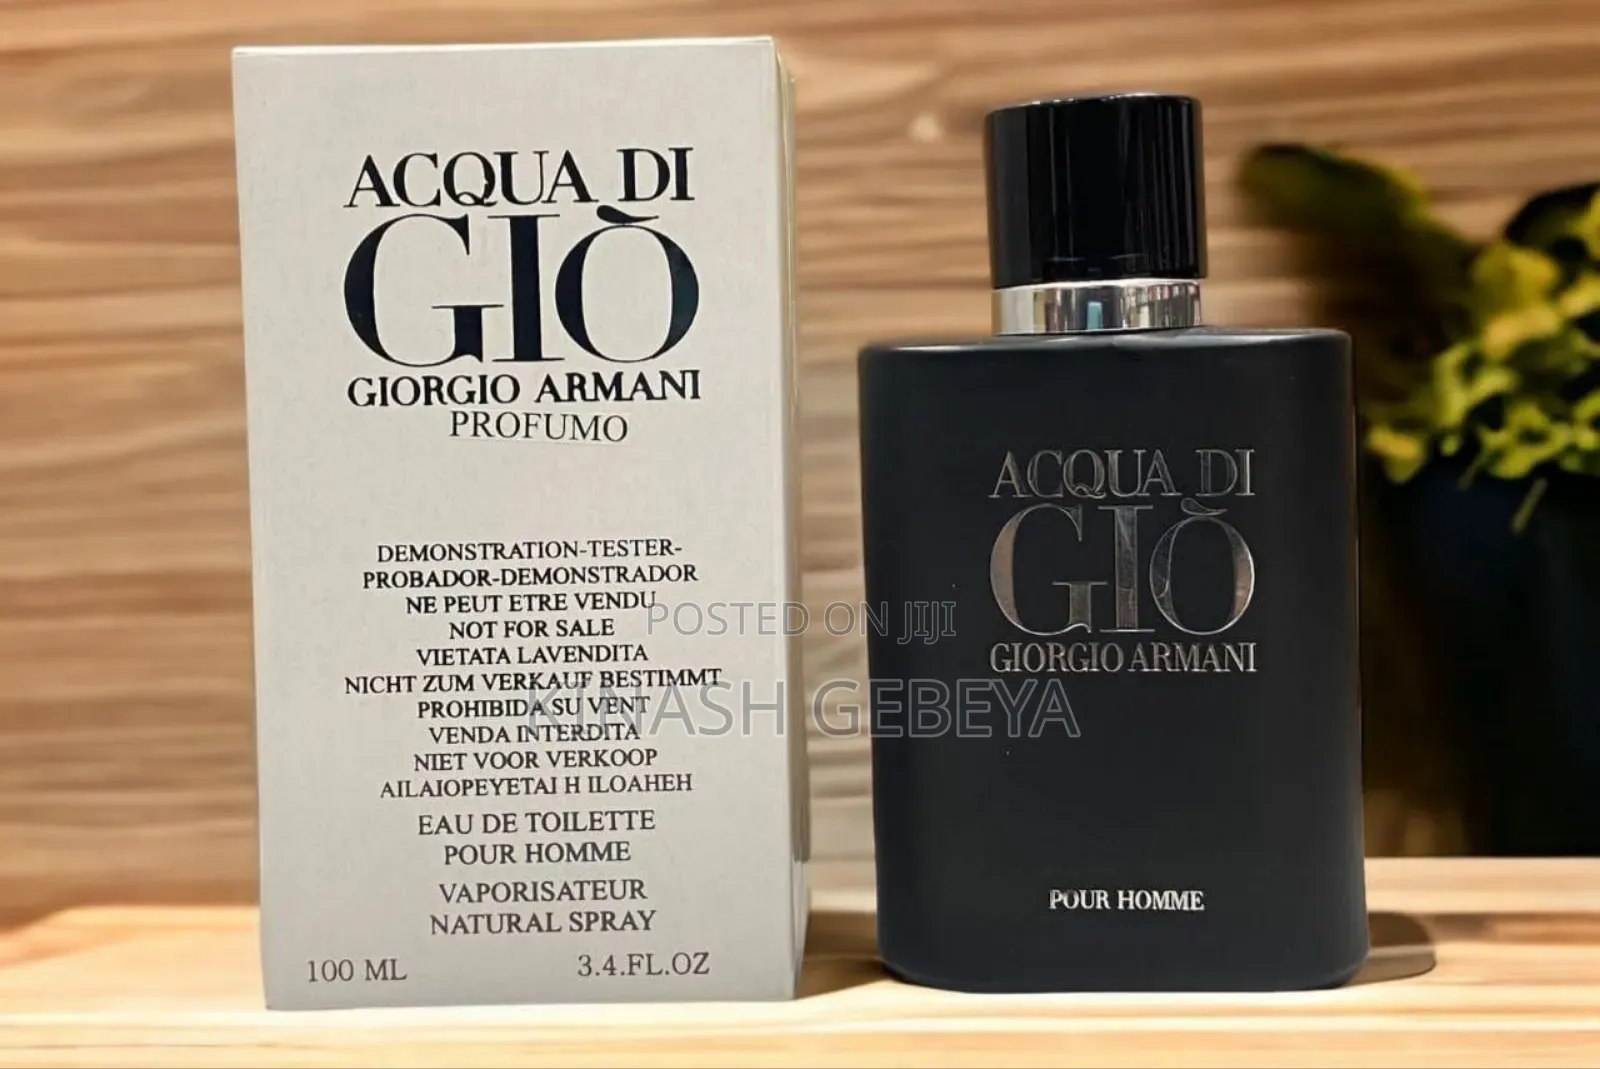 ACQUA DI
GIÒ
GIORGIO ARMANI
PROFUMO
DEMONSTRATION-TESTER-
PROBADOR-DEMONSTRADOR
NE PEUT ETRE VENDU
NOT FOR SALE
VIETATA LAVENDITA
NICHT ZUM VERKAUF BESTIMMT
PROHIBIDA SU VENT
VENDA INTERDITA
NIET VOOR VERKOOP
AILAIOPEYETAI H ILOAHEH
EAU DE TOILETTE
POUR HOMME
VAPORISATEUR
NATURAL SPRAY
100 ML 3.4.FL.OZ
ACQUA DI
GIÒ
GIORGIO ARMANI
POUR HOMME
POSTED ON JIJI
KINASH GEBEYA